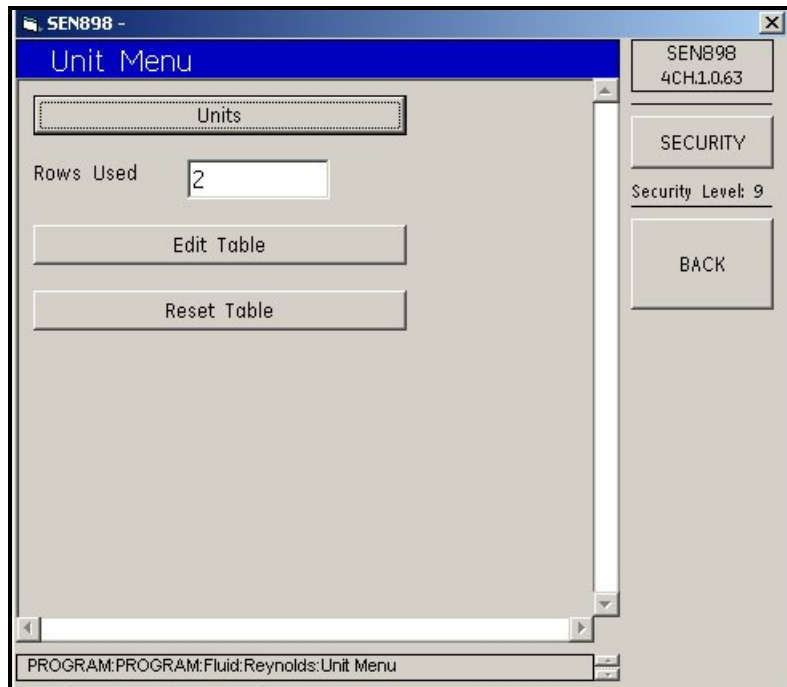 SEN898 -
Unit Menu
Units
Rows Used 2
Edit Table
Reset Table
SEN898
4CH.1.0.63
SECURITY
Security Level: 9
BACK
PROGRAM:PROGRAM:Fluid:Reynolds:Unit Menu